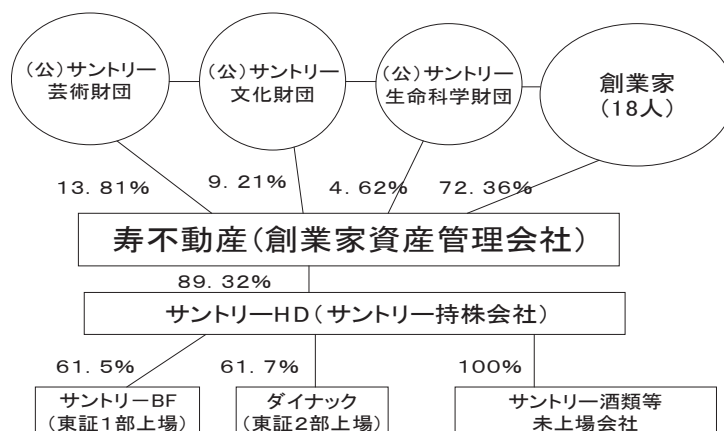 (公)サントリー
芸術財団
(公)サントリー
文化財団
(公)サントリー
生命科学財団
創業家
(18人)
13. 81%
9. 21%
4. 62%
72. 36%
寿不動産(創業家資産管理会社)
89. 32%
サントリーHD(サントリー持株会社)
61. 5%
61. 7%
100%
サントリーBF
(東証1部上場)
ダイナック
(東証2部上場)
サントリー酒類等
未上場会社